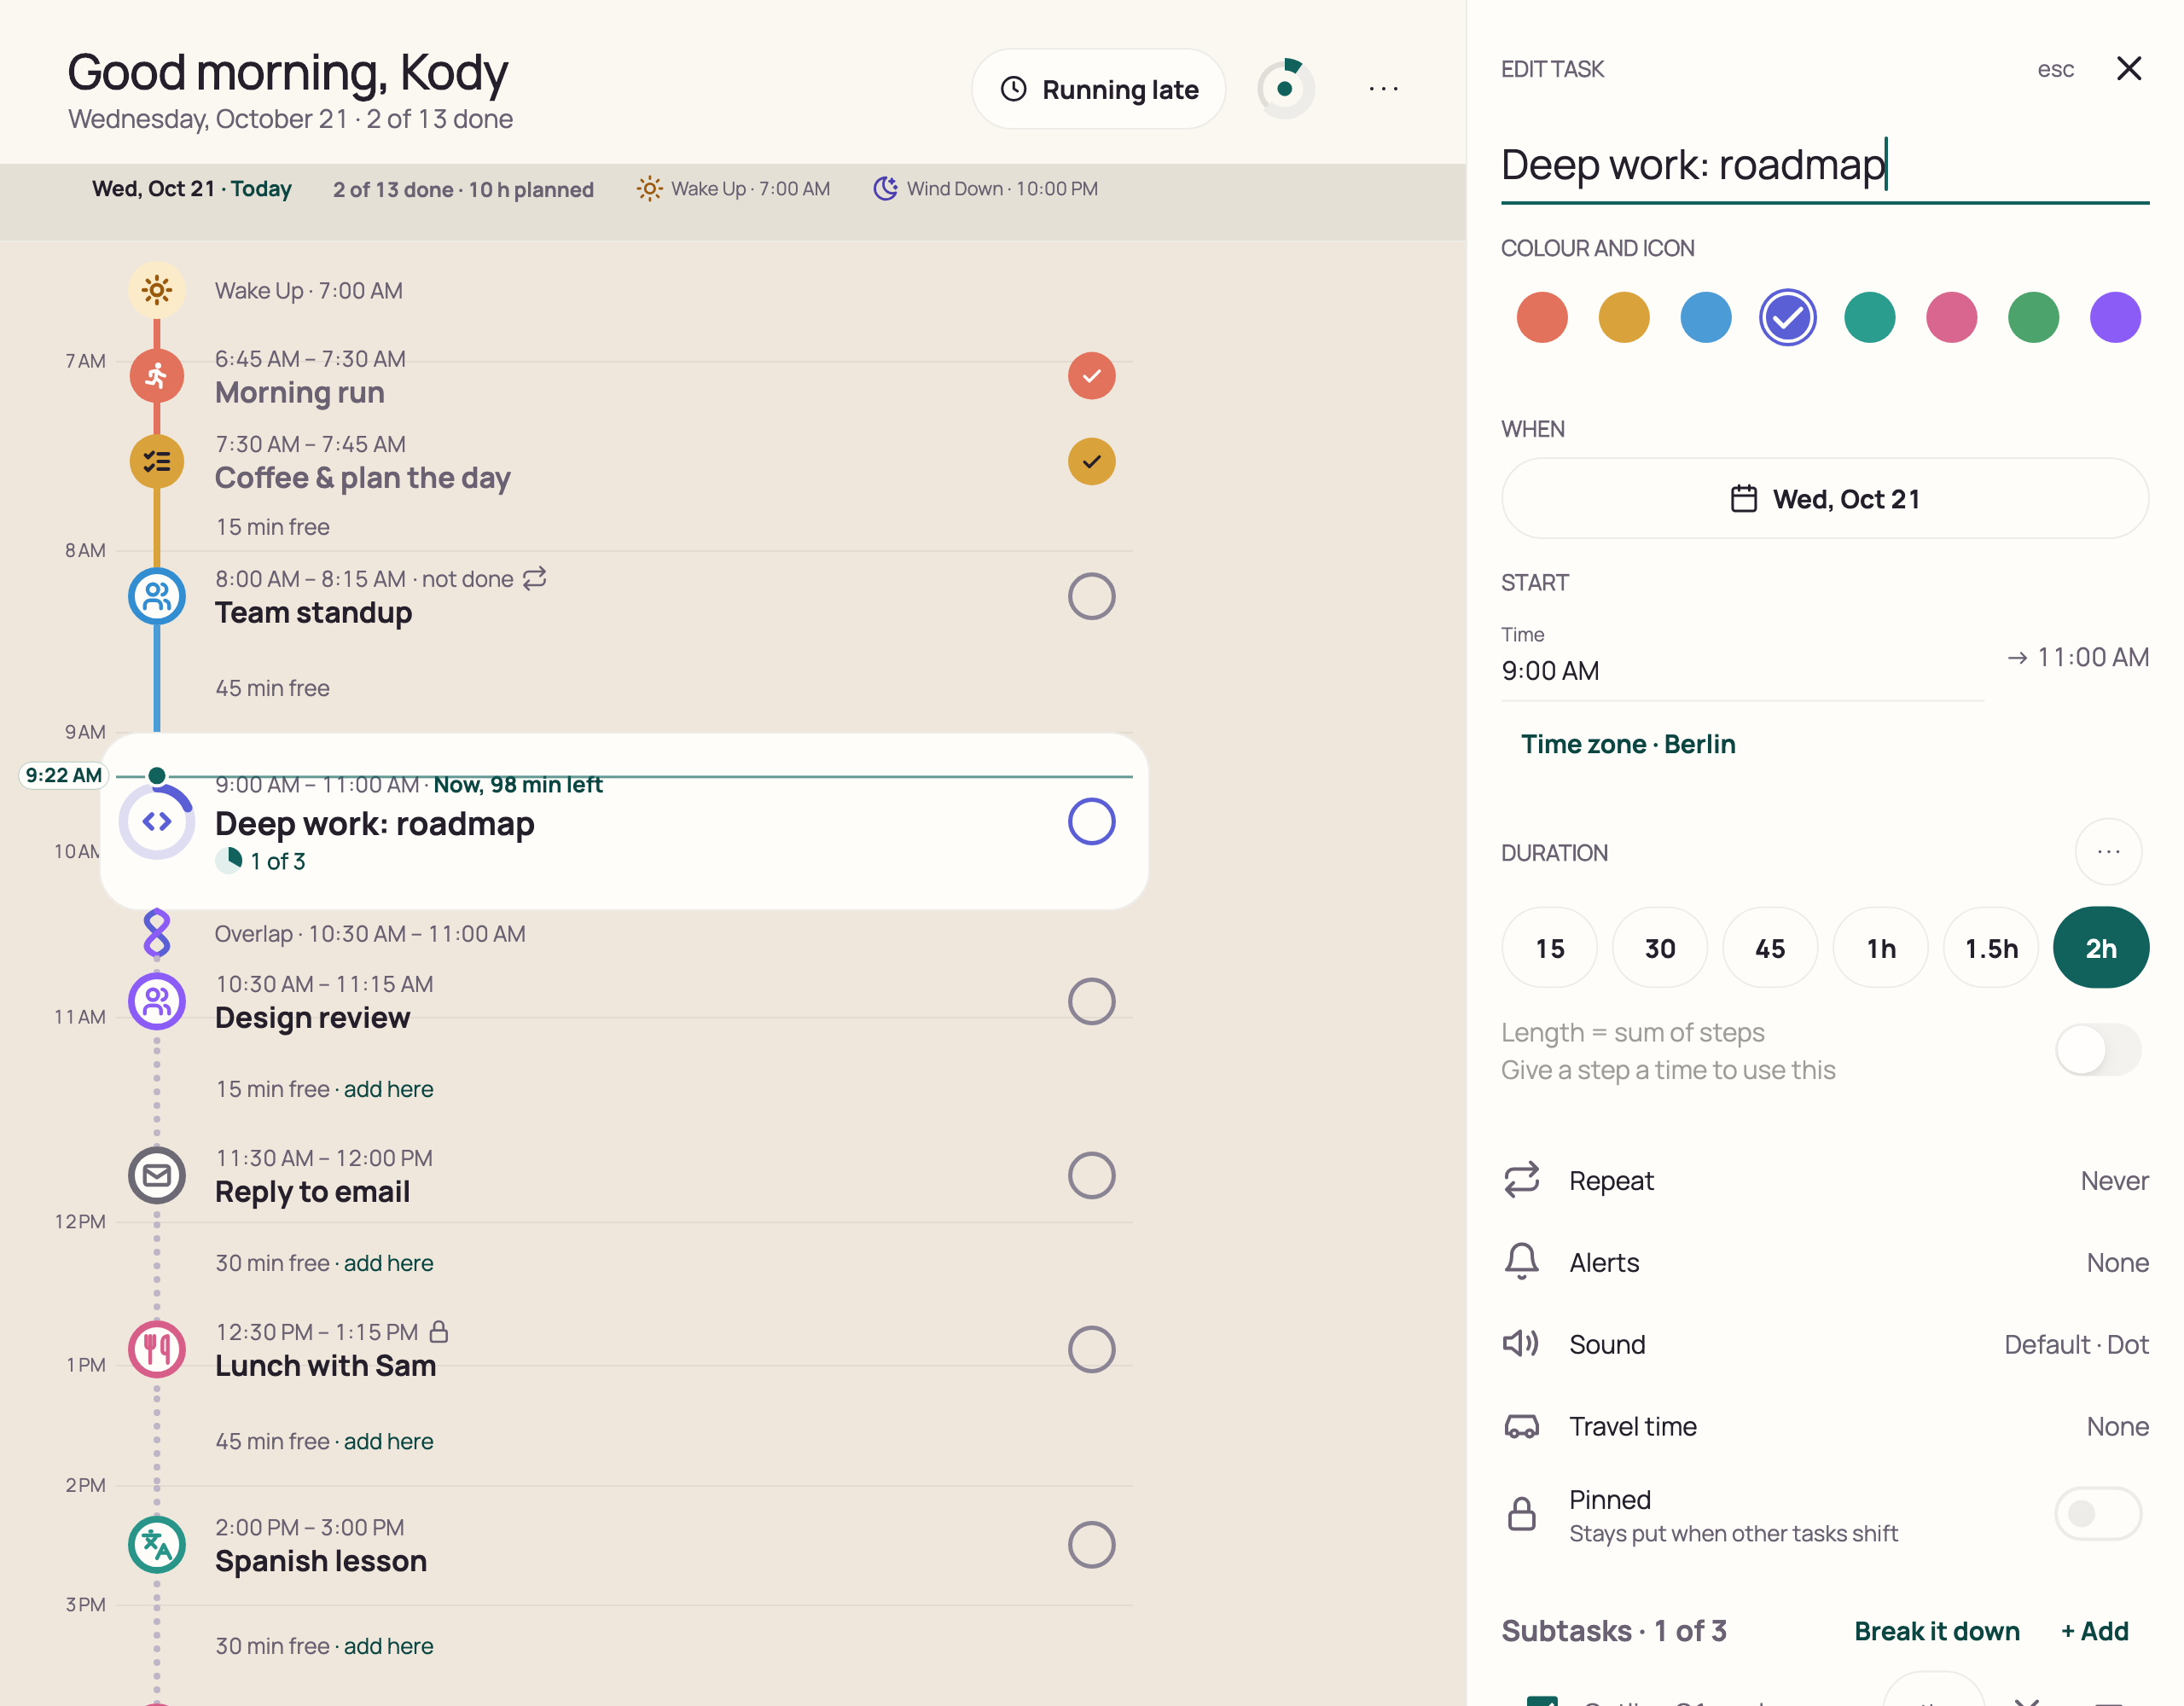 Good morning, Kody
Wednesday, October 21 · 2 of 13 done
Running late
Wed, Oct 21 · Today
2 of 13 done · 10 h planned
Wake Up · 7:00 AM
Wind Down · 10:00 PM
Wake Up · 7:00 AM
7 AM
6:45 AM – 7:30 AM
Morning run
7:30 AM – 7:45 AM
Coffee & plan the day
15 min free
8 AM
8:00 AM – 8:15 AM · not done
Team standup
45 min free
9 AM
9:22 AM
9:00 AM – 11:00 AM · Now, 98 min left
Deep work: roadmap
10 AM
1 of 3
Overlap · 10:30 AM – 11:00 AM
10:30 AM – 11:15 AM
11 AM
Design review
15 min free · add here
11:30 AM – 12:00 PM
Reply to email
12 PM
30 min free · add here
12:30 PM – 1:15 PM
1 PM
Lunch with Sam
45 min free · add here
2 PM
2:00 PM – 3:00 PM
Spanish lesson
3 PM
30 min free · add here
EDIT TASK
esc
Deep work: roadmap
COLOUR AND ICON
WHEN
Wed, Oct 21
START
Time
9:00 AM
→ 11:00 AM
Time zone · Berlin
DURATION
15
30
45
1h
1.5h
2h
Length = sum of steps
Give a step a time to use this
Repeat
Never
Alerts
None
Sound
Default · Dot
Travel time
None
Pinned
Stays put when other tasks shift
Subtasks · 1 of 3
Break it down
+ Add